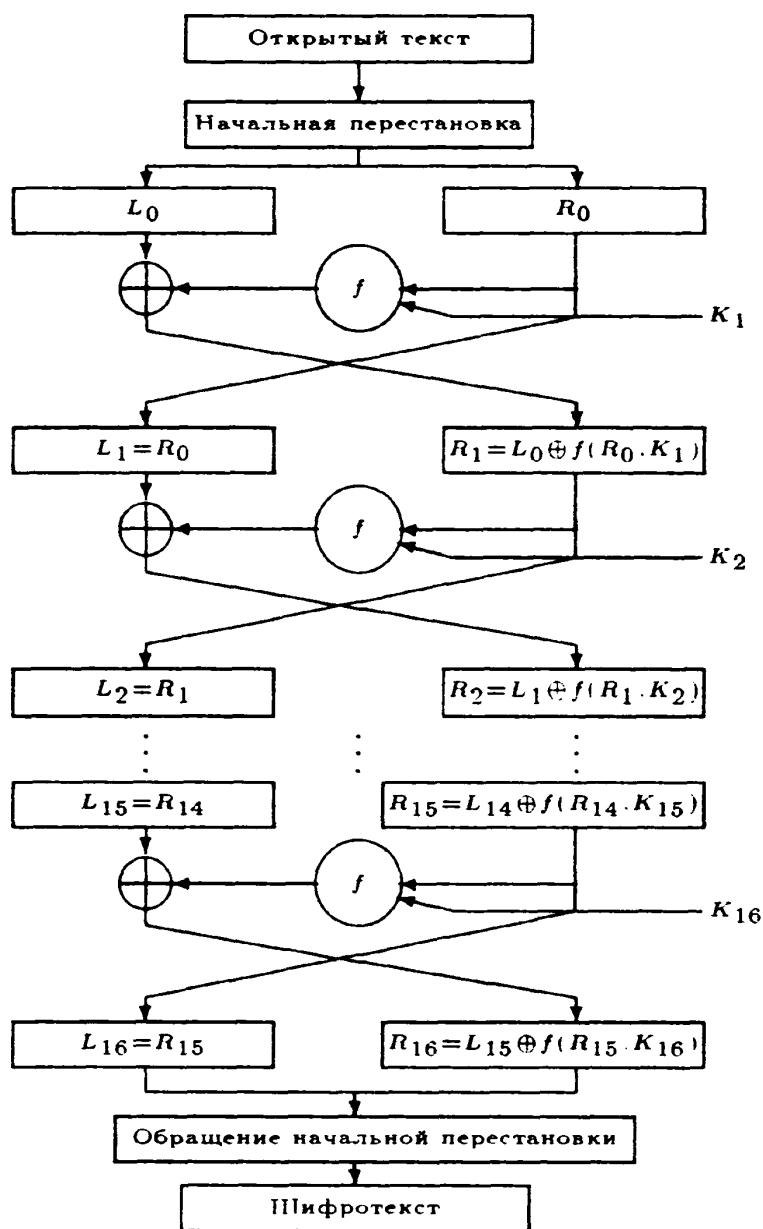 Открытый текст
Начальная перестановка
L₀ R₀
f
K₁
L₁=R₀ R₁=L₀⊕f(R₀.K₁)
f
K₂
L₂=R₁ R₂=L₁⊕f(R₁.K₂)
L₁₅=R₁₄ R₁₅=L₁₄⊕f(R₁₄.K₁₅)
f
K₁₆
L₁₆=R₁₅ R₁₆=L₁₅⊕f(R₁₅.K₁₆)
Обращение начальной перестановки
Шифротекст